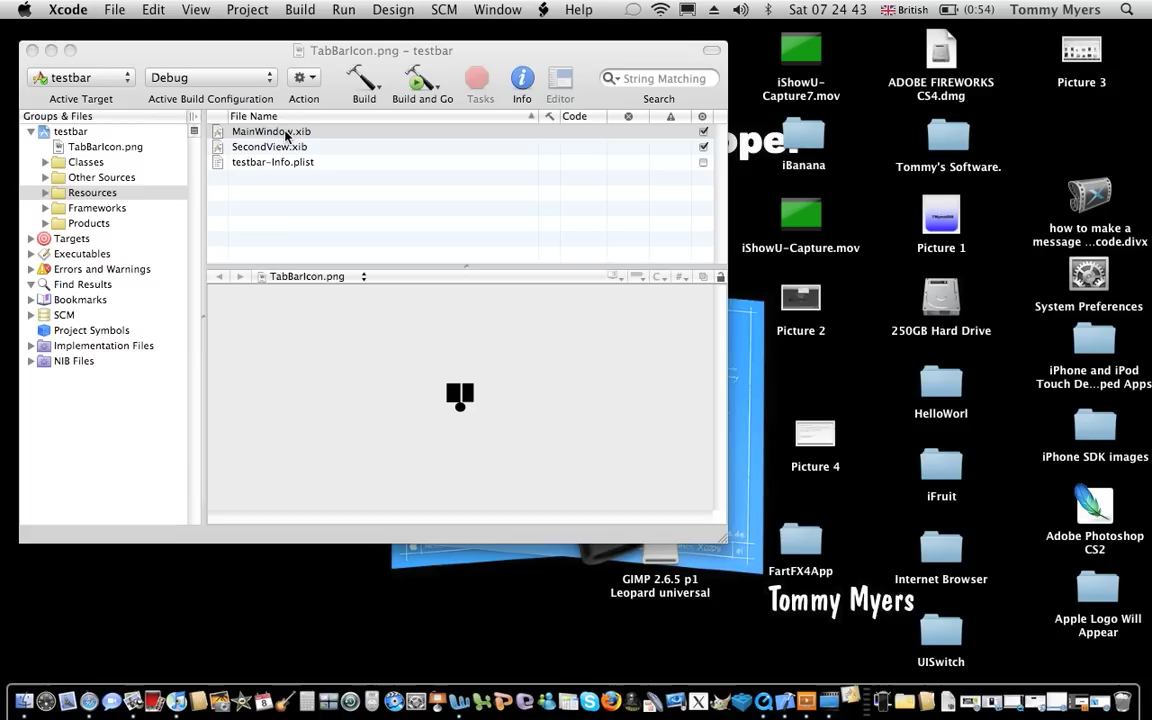 Xcode File Edit View Project Build Run Design SCM Window Help Sat 07 24 43 British (0:54) Tommy Myers
TabBarIcon.png - testbar
testbar Debug String Matching
Active Target Active Build Configuration Action Build Build and Go Tasks Info Editor Search
Groups & Files File Name Code
testbar
TabBarIcon.png
Classes
Other Sources
Resources
Frameworks
Products
Targets
Executables
Errors and Warnings
Find Results
Bookmarks
SCM
Project Symbols
Implementation Files
NIB Files
MainWindow.xib
SecondView.xib
testbar-Info.plist
TabBarIcon.png
oper
iShowU-
Capture7.mov
ADOBE FIREWORKS
CS4.dmg
Picture 3
iBanana
Tommy's Software.
how to make a
message ...code.divx
iShowU-Capture.mov
Picture 1
System Preferences
Picture 2
250GB Hard Drive
iPhone and iPod
Touch De...ped Apps
HelloWorl
Picture 4
iFruit
iPhone SDK images
Adobe Photoshop
CS2
FartFX4App
Internet Browser
GIMP 2.6.5 p1
Leopard universal
Tommy Myers
Apple Logo Will
Appear
UISwitch